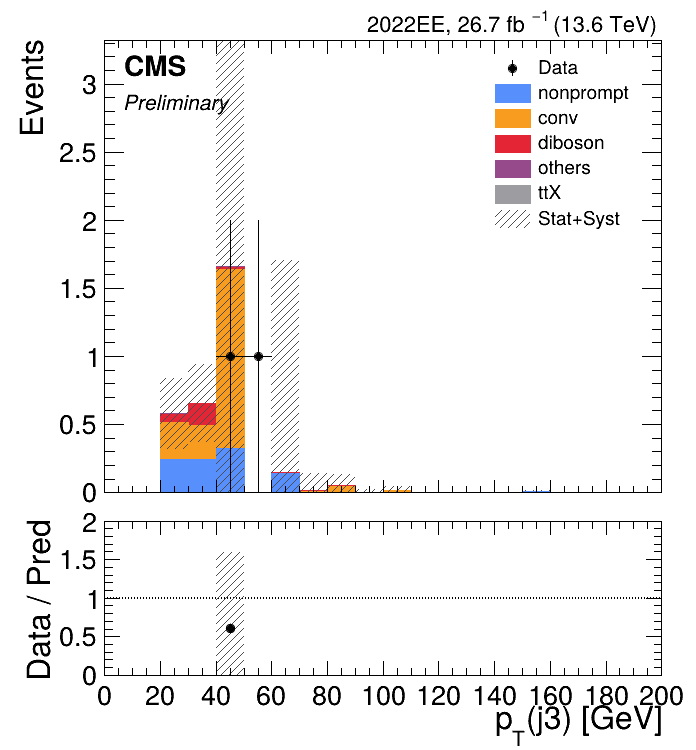 2022EE, 26.7 fb⁻¹ (13.6 TeV)
CMS
Preliminary
Events
3
2.5
2
1.5
1
0.5
0
Data
nonprompt
conv
diboson
others
ttX
Stat+Syst
Data / Pred
2
1.5
1
0.5
0
0 20 40 60 80 100 120 140 160 180 200
p_T(j3) [GeV]